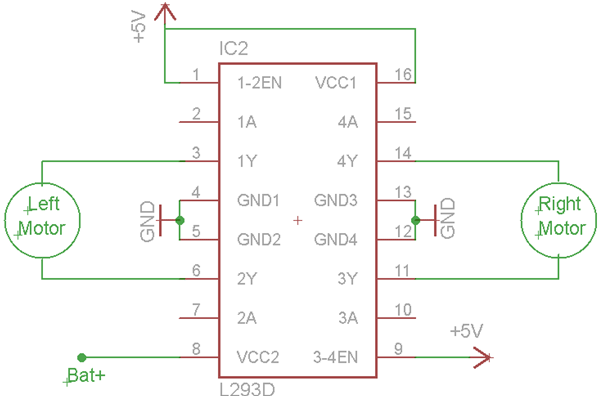 +5V
IC2
1 1-2EN VCC1 16
2 1A 4A 15
3 1Y 4Y 14
4 GND1 GND3 13
Left Motor
GND
GND
Right Motor
5 GND2 GND4 12
6 2Y 3Y 11
7 2A 3A 10
+5V
8 VCC2 3-4EN 9
Bat+
L293D